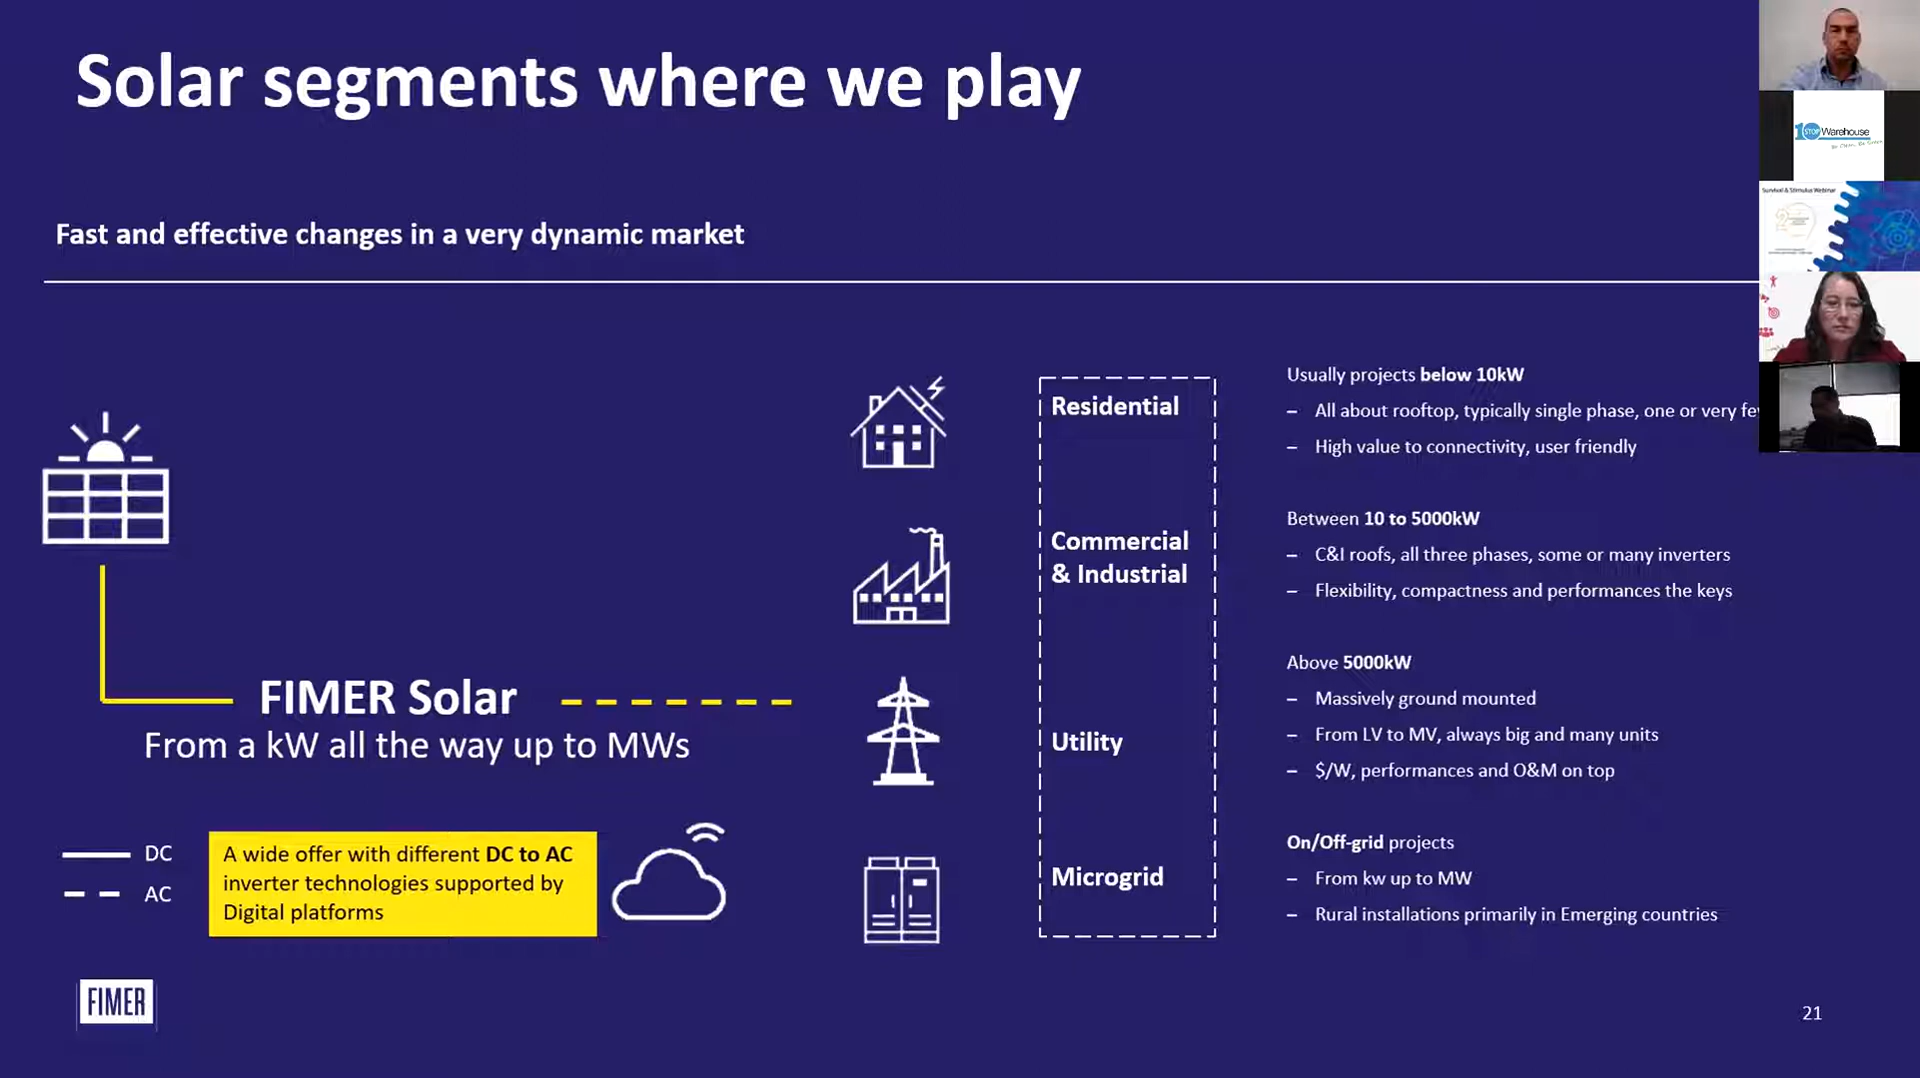 Solar segments where we play
Fast and effective changes in a very dynamic market
FIMER Solar
From a kW all the way up to MWs
DC
AC
A wide offer with different DC to AC
inverter technologies supported by
Digital platforms
Residential
Commercial
& Industrial
Utility
Microgrid
Usually projects below 10kW
– All about rooftop, typically single phase, one or very
– High value to connectivity, user friendly
Between 10 to 5000kW
– C&I roofs, all three phases, some or many inverters
– Flexibility, compactness and performances the keys
Above 5000kW
– Massively ground mounted
– From LV to MV, always big and many units
– $/W, performances and O&M on top
On/Off-grid projects
– From kw up to MW
– Rural installations primarily in Emerging countries
FIMER
21
1 STOP Warehouse
Survival & Stimulus Webinar